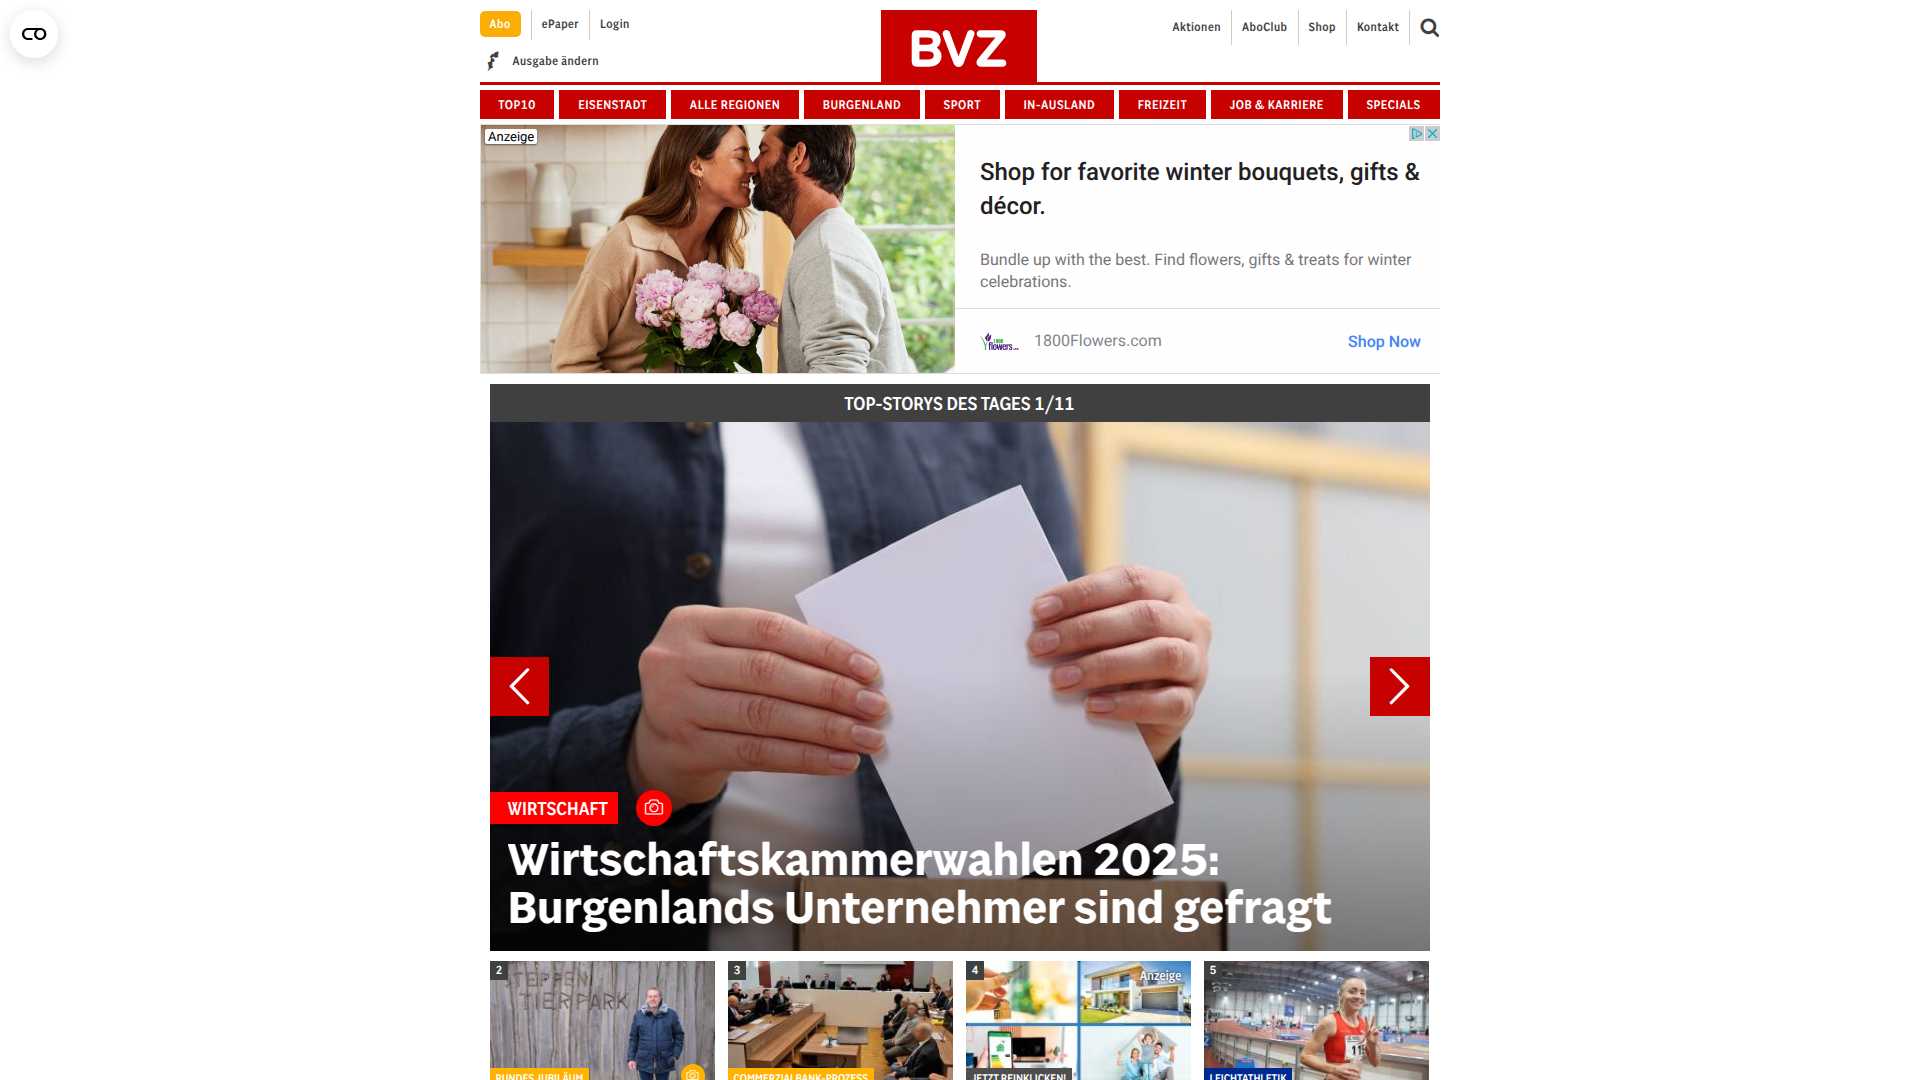 Abo
ePaper
Login
Ausgabe ändern
BVZ
Aktionen
AboClub
Shop
Kontakt
TOP10
EISENSTADT
ALLE REGIONEN
BURGENLAND
SPORT
IN-AUSLAND
FREIZEIT
JOB & KARRIERE
SPECIALS
Anzeige
Shop for favorite winter bouquets, gifts &
décor.
Bundle up with the best. Find flowers, gifts & treats for winter
celebrations.
1800Flowers.com
Shop Now
TOP-STORYS DES TAGES 1/11
WIRTSCHAFT
Wirtschaftskammerwahlen 2025:
Burgenlands Unternehmer sind gefragt
2
STEPPEN
TIERPARK
RUNDES JUBILÄUM
3
COMMERZIALBANK-PROZESS
4
Anzeige
JETZT REINKLICKEN!
5
11
LEICHTATHLETIK